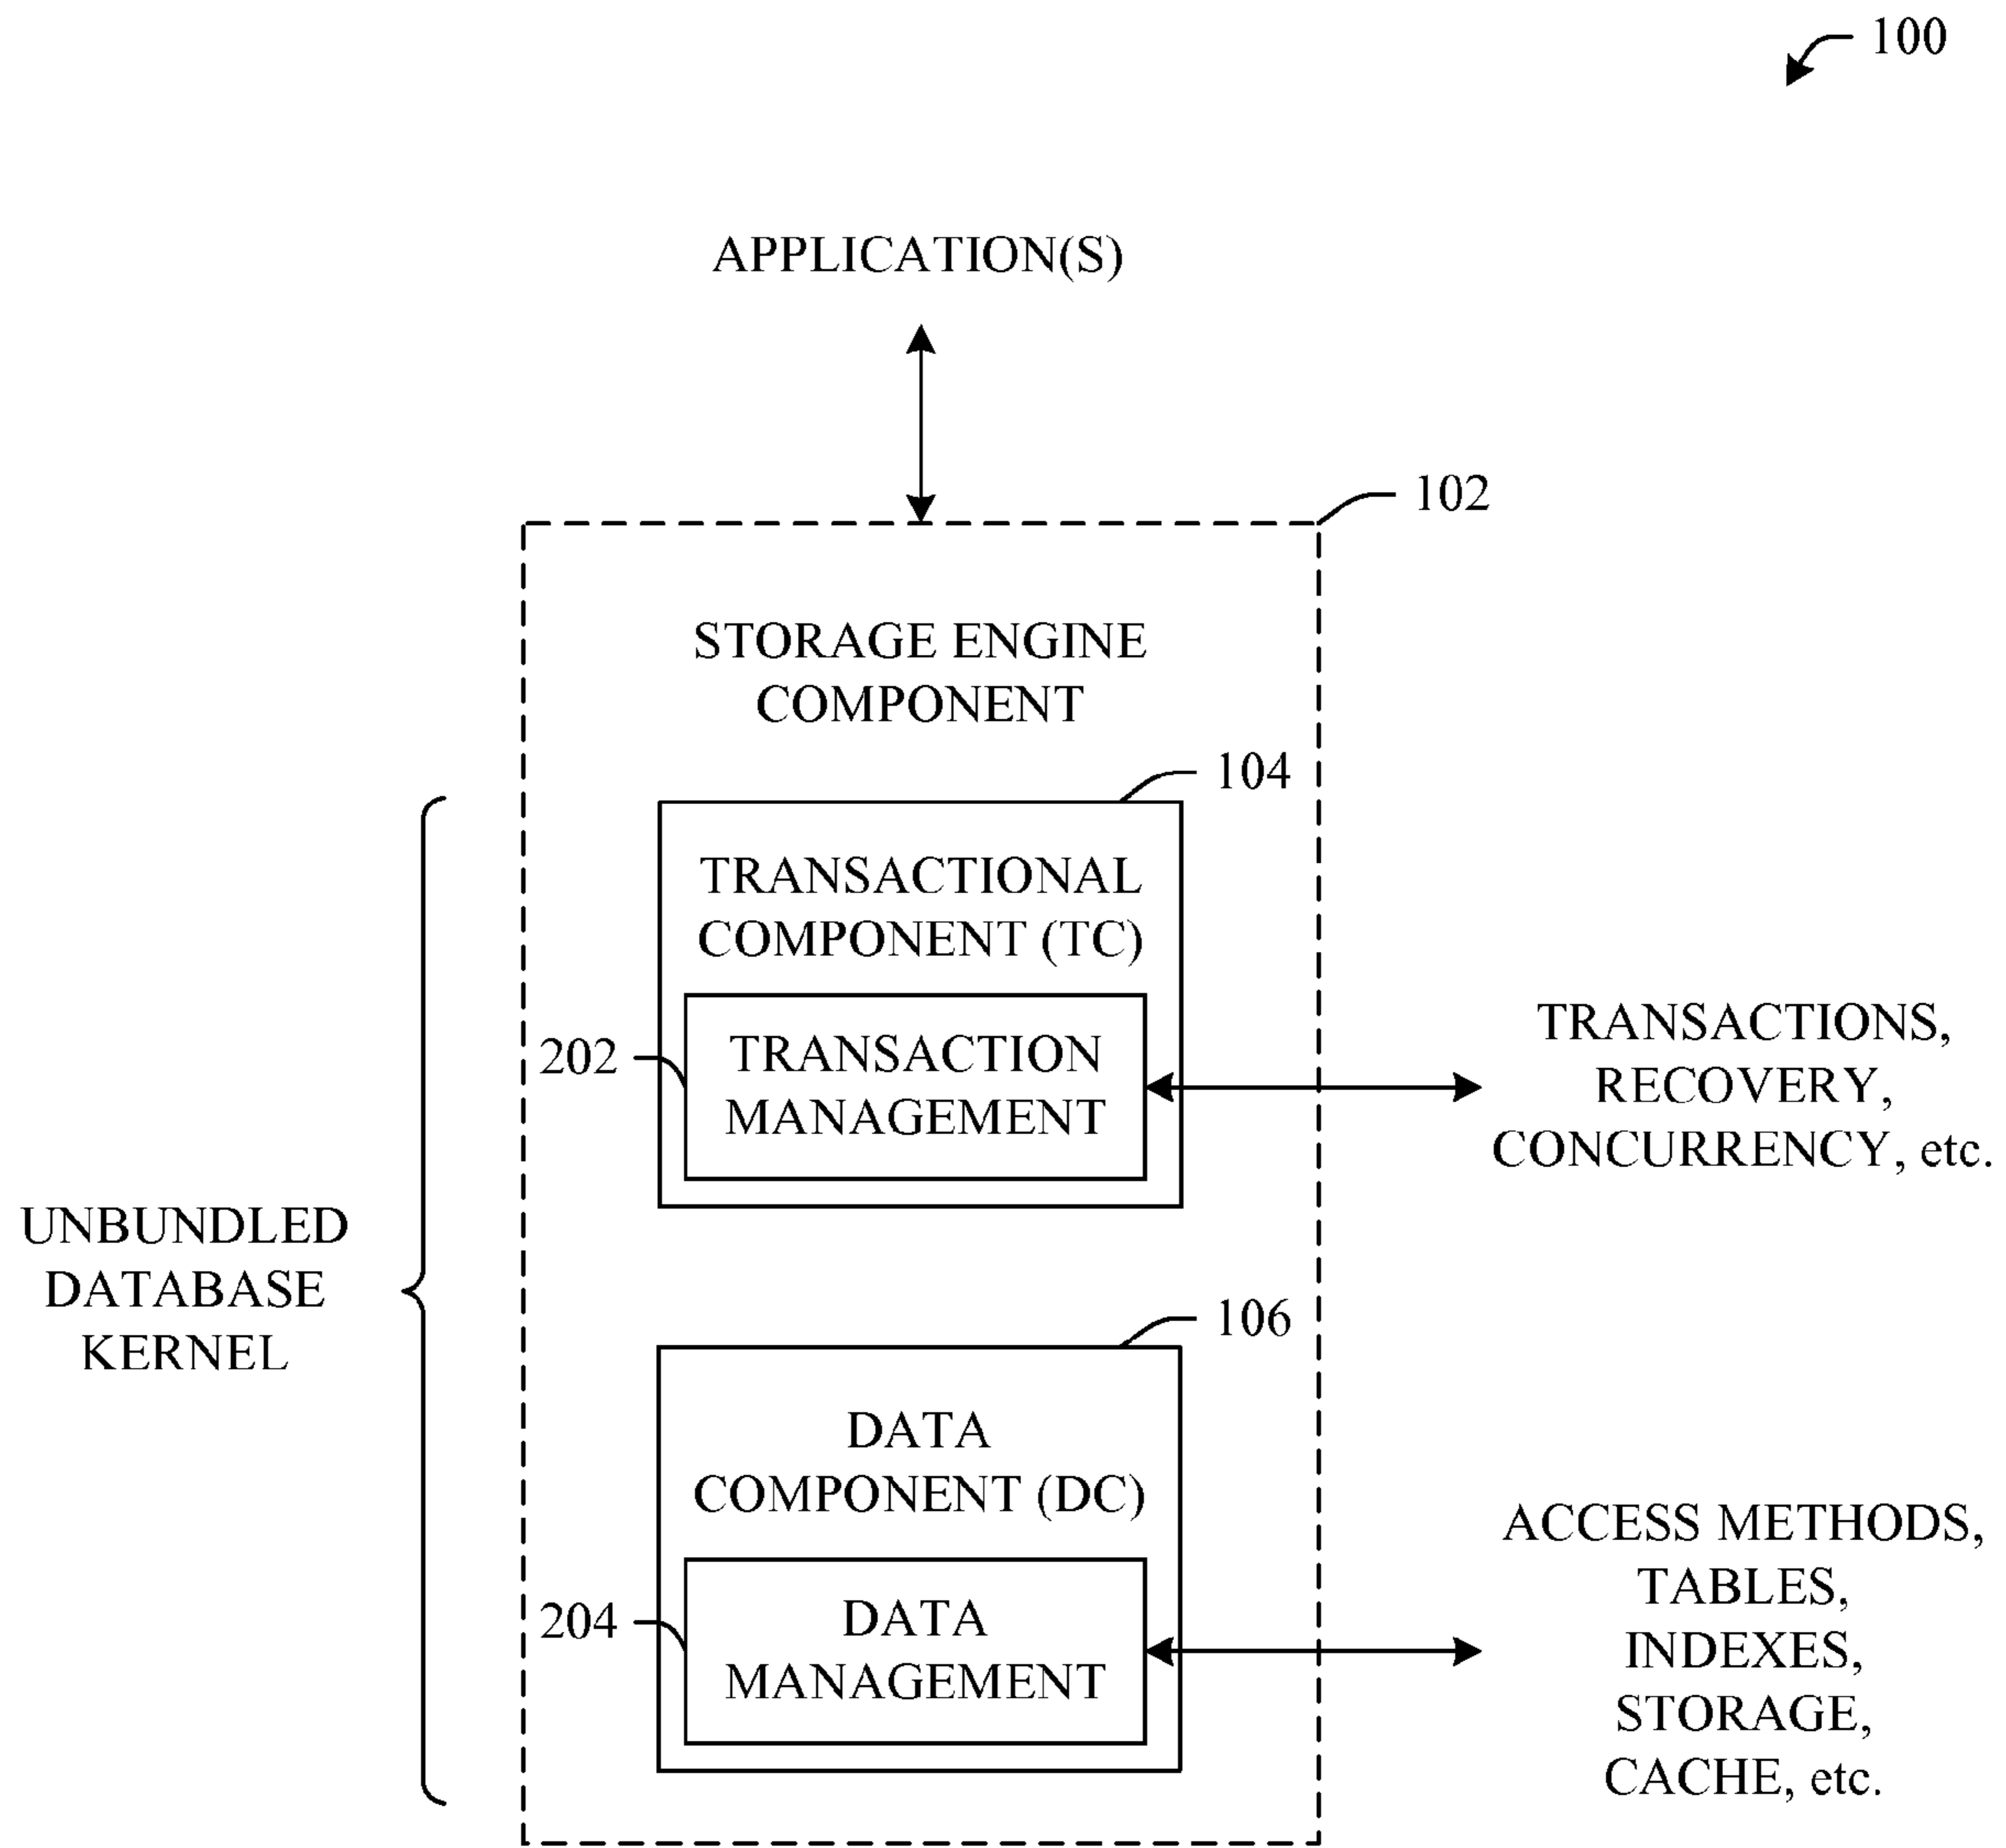 100
APPLICATION(S)
102
STORAGE ENGINE
COMPONENT
104
TRANSACTIONAL
COMPONENT (TC)
202
TRANSACTION
MANAGEMENT
TRANSACTIONS,
RECOVERY,
CONCURRENCY, etc.
UNBUNDLED
DATABASE
KERNEL
106
DATA
COMPONENT (DC)
204
DATA
MANAGEMENT
ACCESS METHODS,
TABLES,
INDEXES,
STORAGE,
CACHE, etc.